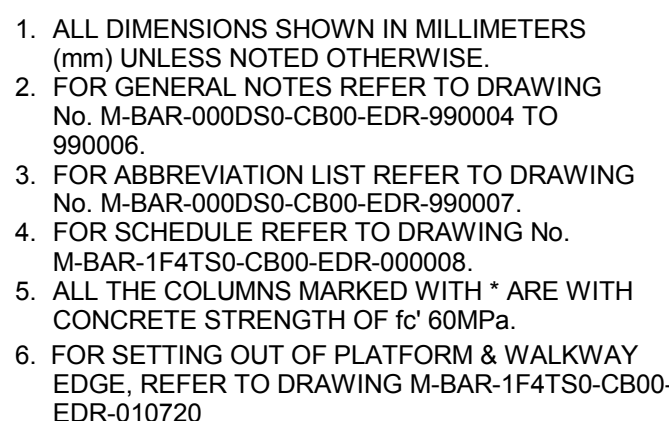 1. ALL DIMENSIONS SHOWN IN MILLIMETERS
(mm) UNLESS NOTED OTHERWISE.
2. FOR GENERAL NOTES REFER TO DRAWING
No. M-BAR-000DS0-CB00-EDR-990004 TO
990006.
3. FOR ABBREVIATION LIST REFER TO DRAWING
No. M-BAR-000DS0-CB00-EDR-990007.
4. FOR SCHEDULE REFER TO DRAWING No.
M-BAR-1F4TS0-CB00-EDR-000008.
5. ALL THE COLUMNS MARKED WITH * ARE WITH
CONCRETE STRENGTH OF fc' 60MPa.
6. FOR SETTING OUT OF PLATFORM & WALKWAY
EDGE, REFER TO DRAWING M-BAR-1F4TS0-CB00-
EDR-010720